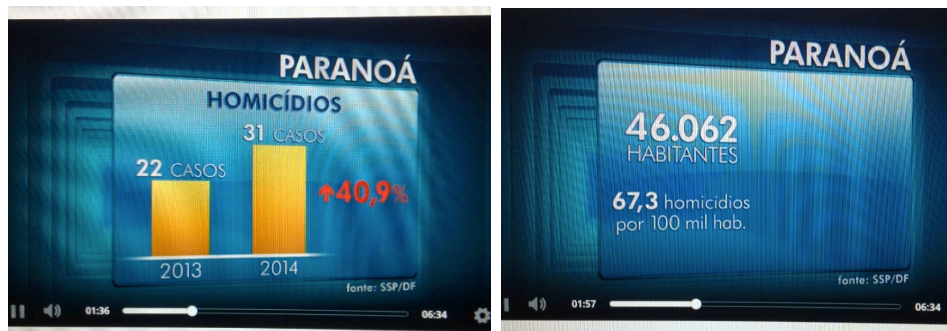 PARANOÁ
HOMICÍDIOS
31 CASOS
22 CASOS
↑40,9%
2013 2014
fonte: SSP/DF
01:36 06:34
PARANOÁ
46.062
HABITANTES
67,3 homicídios
por 100 mil hab.
fonte: SSP/DF
01:57 06:34